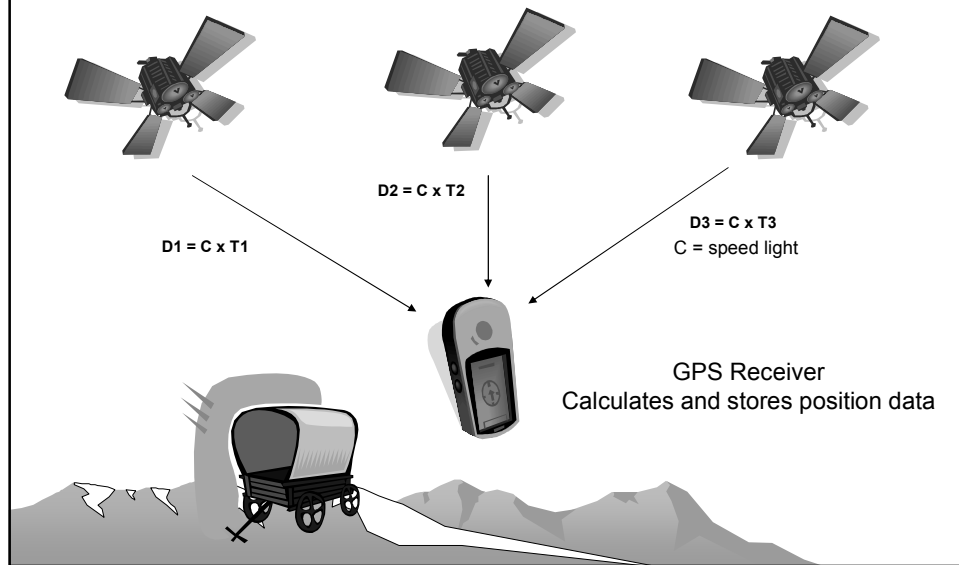 D2 = C x T2
D1 = C x T1
D3 = C x T3
C = speed light
GPS Receiver
Calculates and stores position data